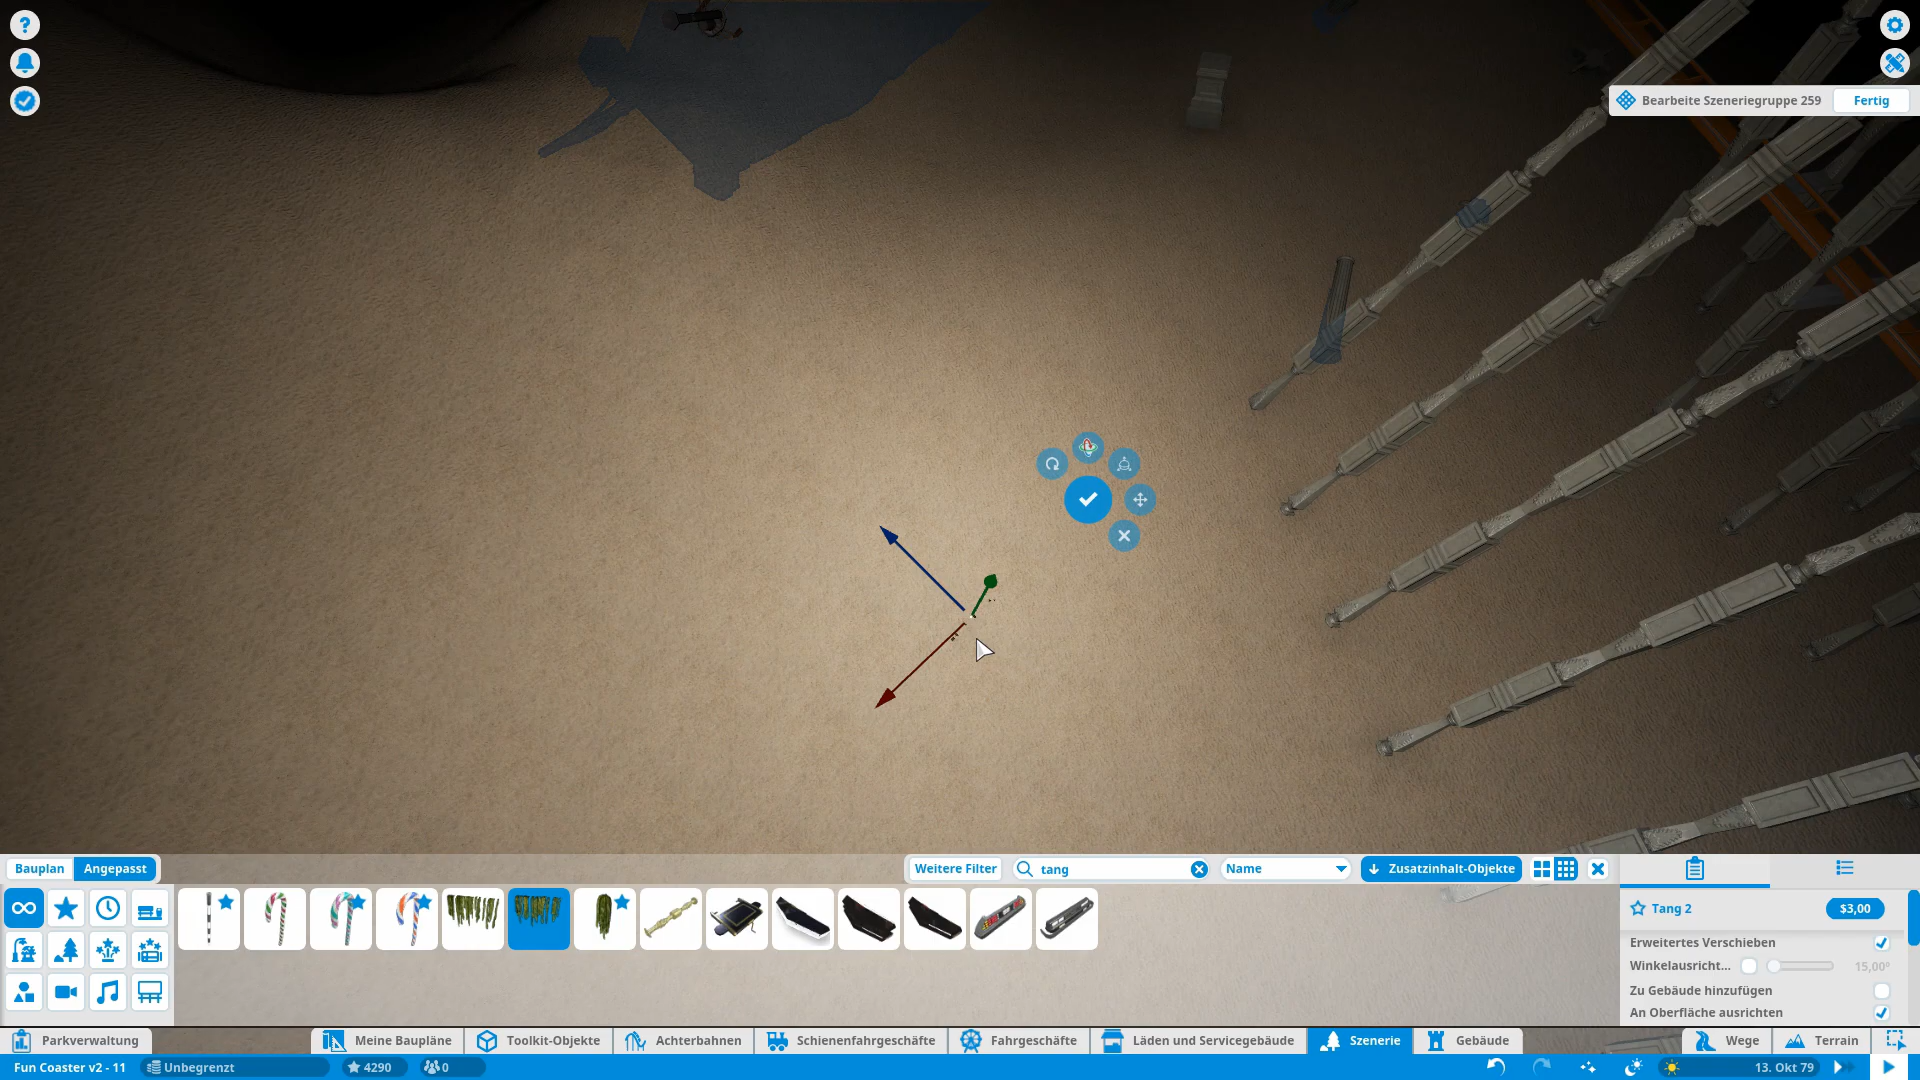 ?
Bearbeite Szeneriegruppe 259
Fertig
Bauplan
Angepasst
Weitere Filter
tang
Name
Zusatzinhalt-Objekte
Tang 2
$3,00
Erweitertes Verschieben
Winkelausricht...
15,00°
Zu Gebäude hinzufügen
An Oberfläche ausrichten
Parkverwaltung
Meine Baupläne
Toolkit-Objekte
Achterbahnen
Schienenfahrgeschäfte
Fahrgeschäfte
Läden und Servicegebäude
Szenerie
Gebäude
Wege
Terrain
Fun Coaster v2 - 11
Unbegrenzt
4290
0
13. Okt 79